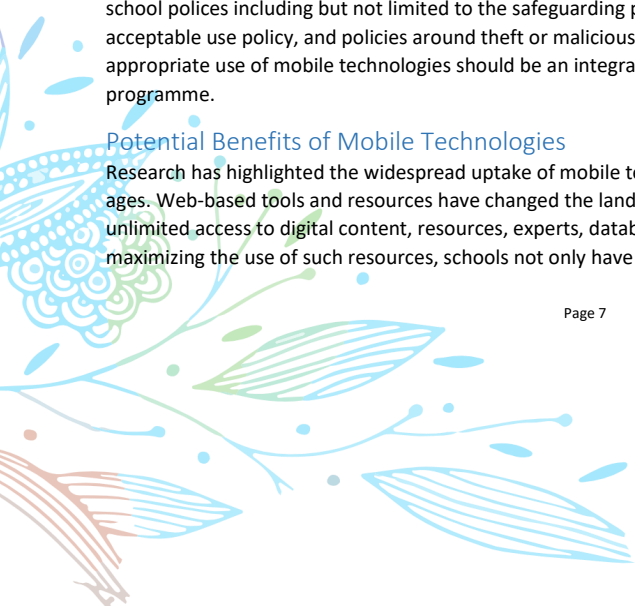 school polices including but not limited to the safeguarding p
acceptable use policy, and policies around theft or malicious
appropriate use of mobile technologies should be an integra
programme.
Potential Benefits of Mobile Technologies
Research has highlighted the widespread uptake of mobile te
ages. Web-based tools and resources have changed the land
unlimited access to digital content, resources, experts, datab
maximizing the use of such resources, schools not only have
Page 7